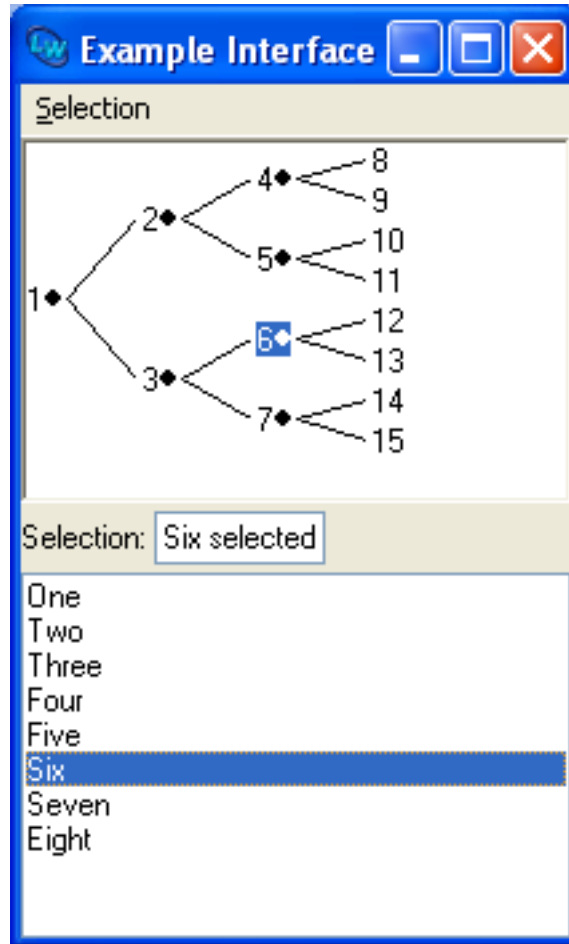 LW Example Interface
Selection
8
4
9
2
10
5
11
1
12
6
13
3
14
7
15
Selection: Six selected
One
Two
Three
Four
Five
Six
Seven
Eight